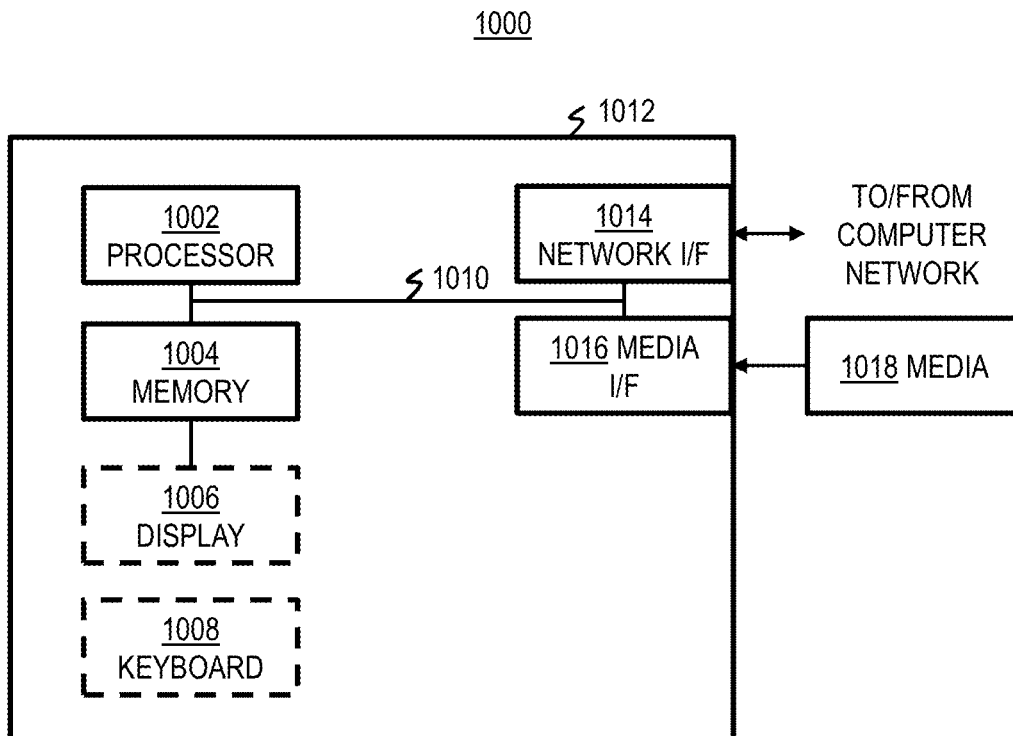 1000
1012
1002
PROCESSOR
1014
NETWORK I/F
TO/FROM
COMPUTER
NETWORK
1010
1004
MEMORY
1016 MEDIA
I/F
1018 MEDIA
1006
DISPLAY
1008
KEYBOARD